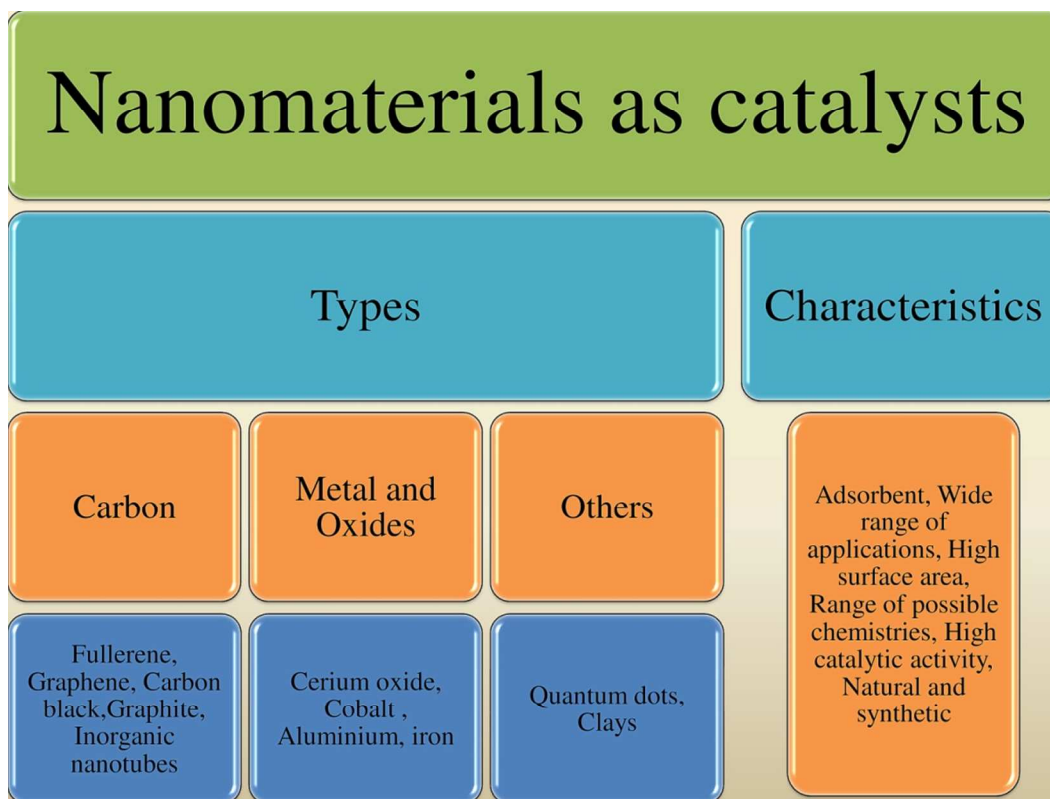 Nanomaterials as catalysts
Types
Characteristics
Carbon
Metal and
Oxides
Others
Adsorbent, Wide
range of
applications, High
surface area,
Range of possible
chemistries, High
catalytic activity,
Natural and
synthetic
Fullerene,
Graphene, Carbon
black,Graphite,
Inorganic
nanotubes
Cerium oxide,
Cobalt ,
Aluminium, iron
Quantum dots,
Clays